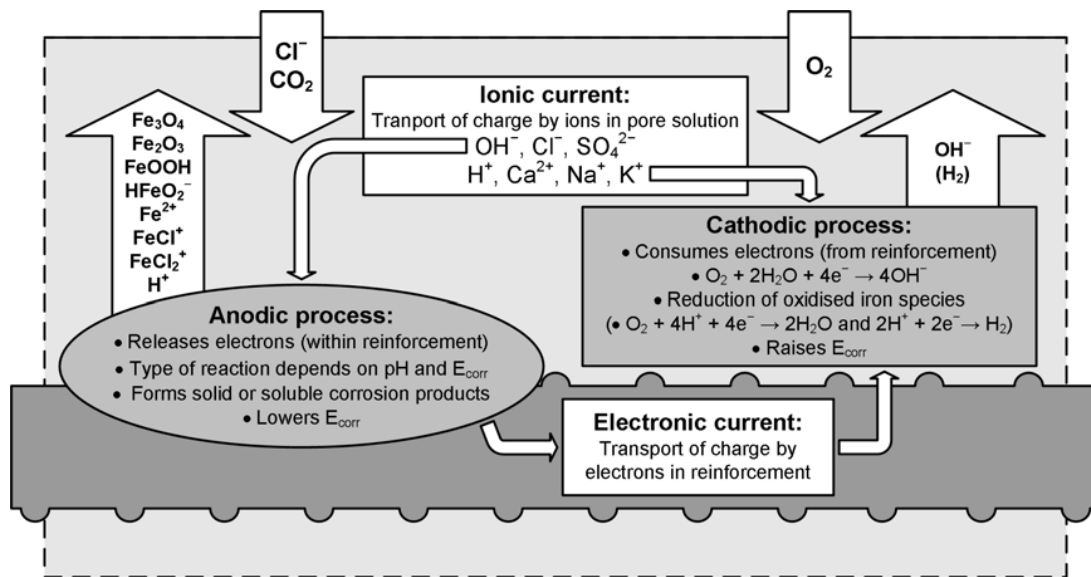 Cl⁻
CO₂
O₂
Ionic current:
Tranport of charge by ions in pore solution
OH⁻, Cl⁻, SO₄²⁻
H⁺, Ca²⁺, Na⁺, K⁺
Fe₃O₄
Fe₂O₃
FeOOH
HFeO₂⁻
Fe²⁺
FeCl⁺
FeCl₂⁺
H⁺
OH⁻
(H₂)
Cathodic process:
• Consumes electrons (from reinforcement)
• O₂ + 2H₂O + 4e⁻ → 4OH⁻
• Reduction of oxidised iron species
(• O₂ + 4H⁺ + 4e⁻ → 2H₂O and 2H⁺ + 2e⁻→ H₂)
• Raises E_corr
Anodic process:
• Releases electrons (within reinforcement)
• Type of reaction depends on pH and E_corr
• Forms solid or soluble corrosion products
• Lowers E_corr
Electronic current:
Transport of charge by
electrons in reinforcement